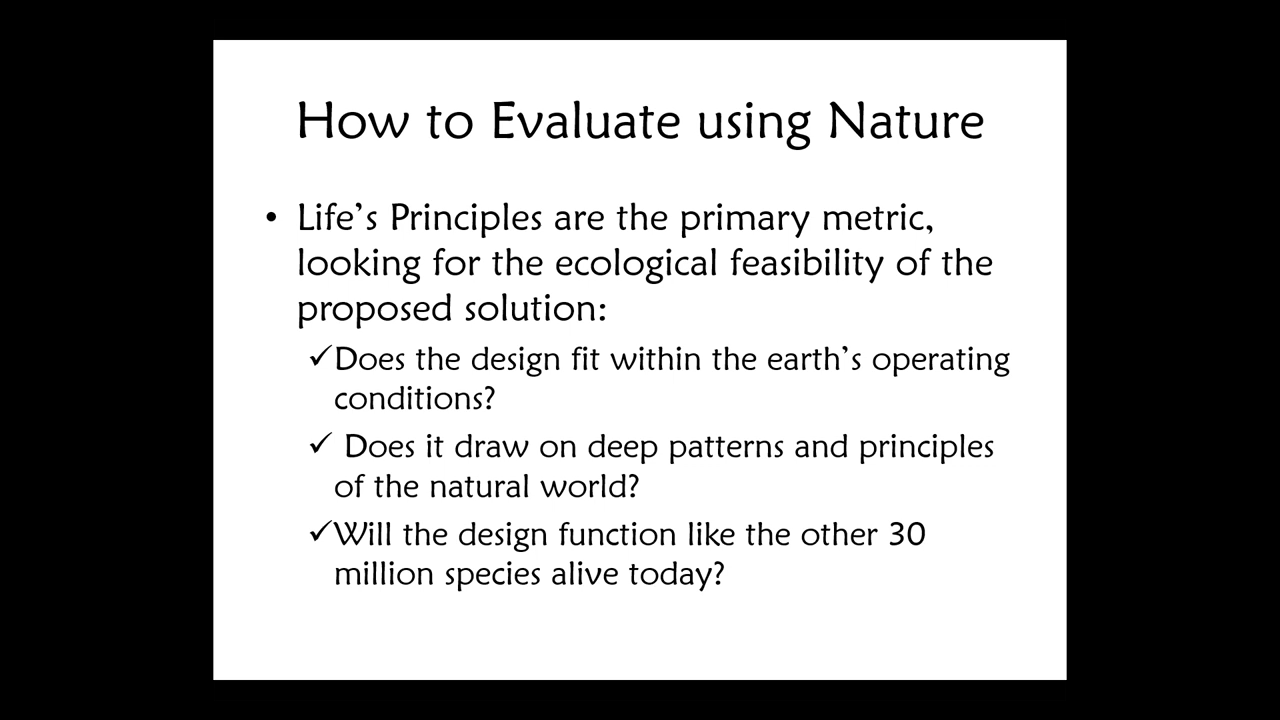 How to Evaluate using Nature
• Life’s Principles are the primary metric,
looking for the ecological feasibility of the
proposed solution:
✓Does the design fit within the earth’s operating
conditions?
✓ Does it draw on deep patterns and principles
of the natural world?
✓Will the design function like the other 30
million species alive today?